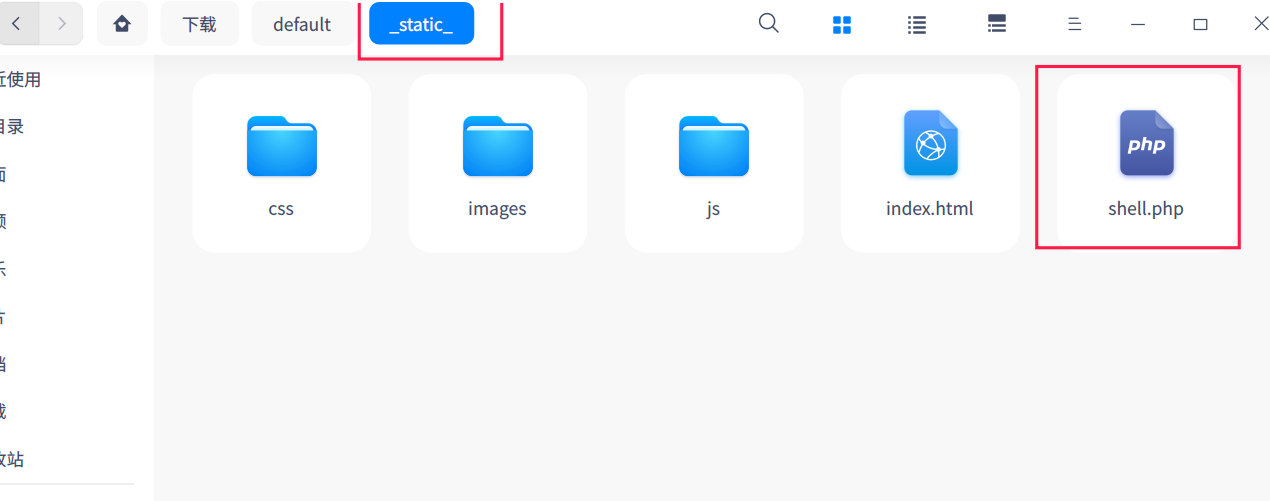 下载
default
_static_
近使用
目录
面
频
乐
片
档
载
收站
css
images
js
index.html
php
shell.php